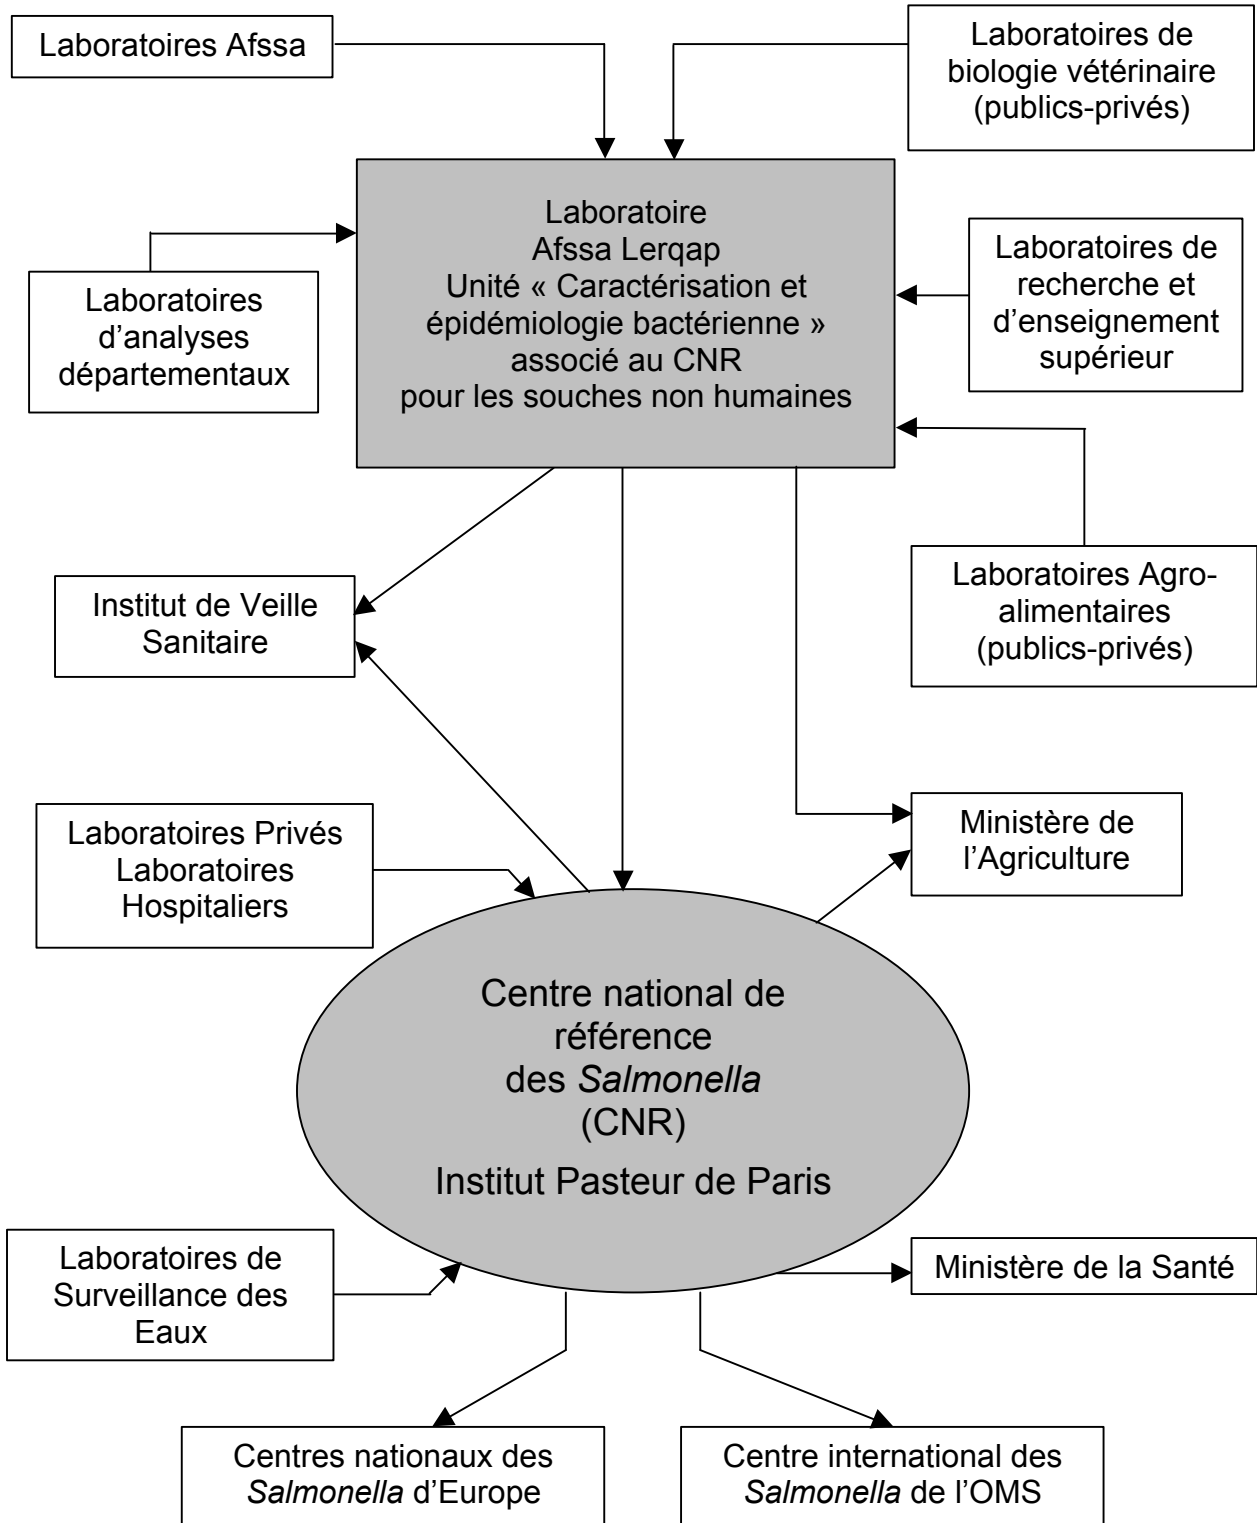 Laboratoires Afssa
Laboratoires de
biologie vétérinaire
(publics-privés)
Laboratoire
Afssa Lerqap
Unité « Caractérisation et
épidémiologie bactérienne »
associé au CNR
pour les souches non humaines
Laboratoires
d’analyses
départementaux
Laboratoires de
recherche et
d’enseignement
supérieur
Institut de Veille
Sanitaire
Laboratoires Agro-
alimentaires
(publics-privés)
Laboratoires Privés
Laboratoires
Hospitaliers
Ministère de
l’Agriculture
Centre national de
référence
des Salmonella
(CNR)
Institut Pasteur de Paris
Laboratoires de
Surveillance des
Eaux
Ministère de la Santé
Centres nationaux des
Salmonella d’Europe
Centre international des
Salmonella de l’OMS